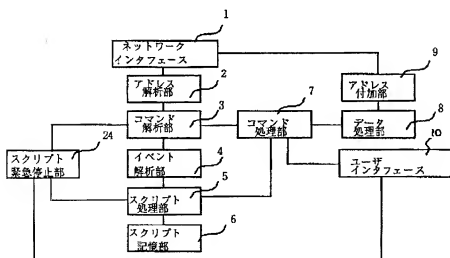 1
ネットワーク
インタフェース
2
アドレス
解析部
9
アドレス
付加部
3
コマンド
解析部
7
コマンド
処理部
8
データ
処理部
24
スクリプト
緊急停止部
4
イベント
解析部
10
ユーザ
インタフェース
5
スクリプト
処理部
6
スクリプト
記憶部